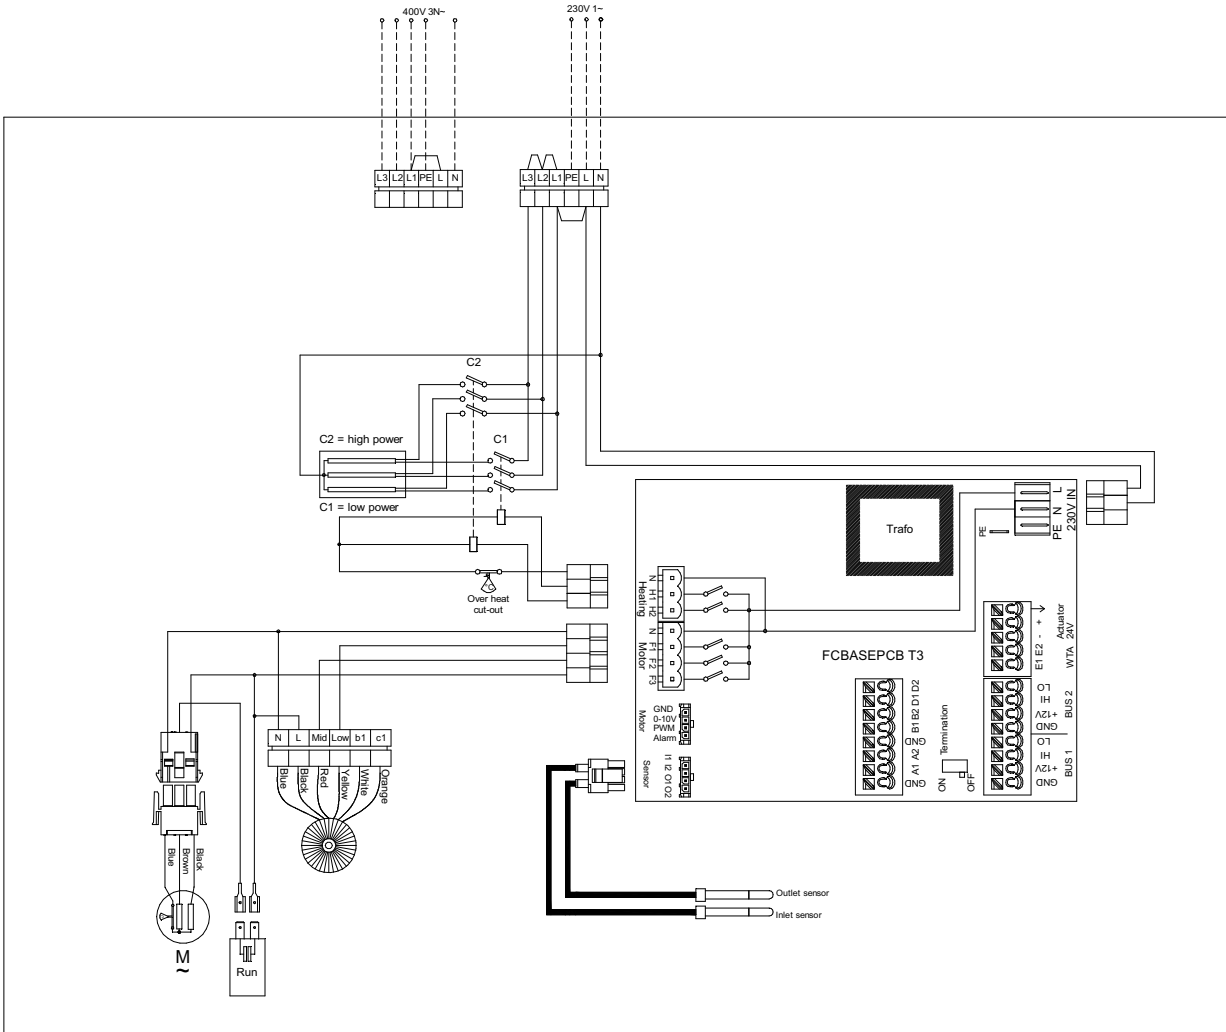 400V 3N~
230V 1~
L3 L2 L1 PE L N
L3 L2 L1 PE L N
C2
C2 = high power
C1
C1 = low power
Over heat
cut-out
°C
Trafo
PE
PE N L
230V IN
N H1 H2
Heating
N F1 F2 F3
Motor
FCBASEPCB T3
GND
0-10V
PWM
Alarm
Motor
I1 I2 O1 O2
Sensor
GND A1 A2 GND B1 B2 D1 D2
Termination
ON
OFF
E1 E2 - +
WTA 24V
Actuator
LO
HI
+12V
GND
BUS 2
LO
HI
+12V
GND
BUS 1
N L Mid Low b1 c1
Blue
Black
Red
Yellow
White
Orange
Blue
Brown
Black
M
~
Run
Outlet sensor
Inlet sensor